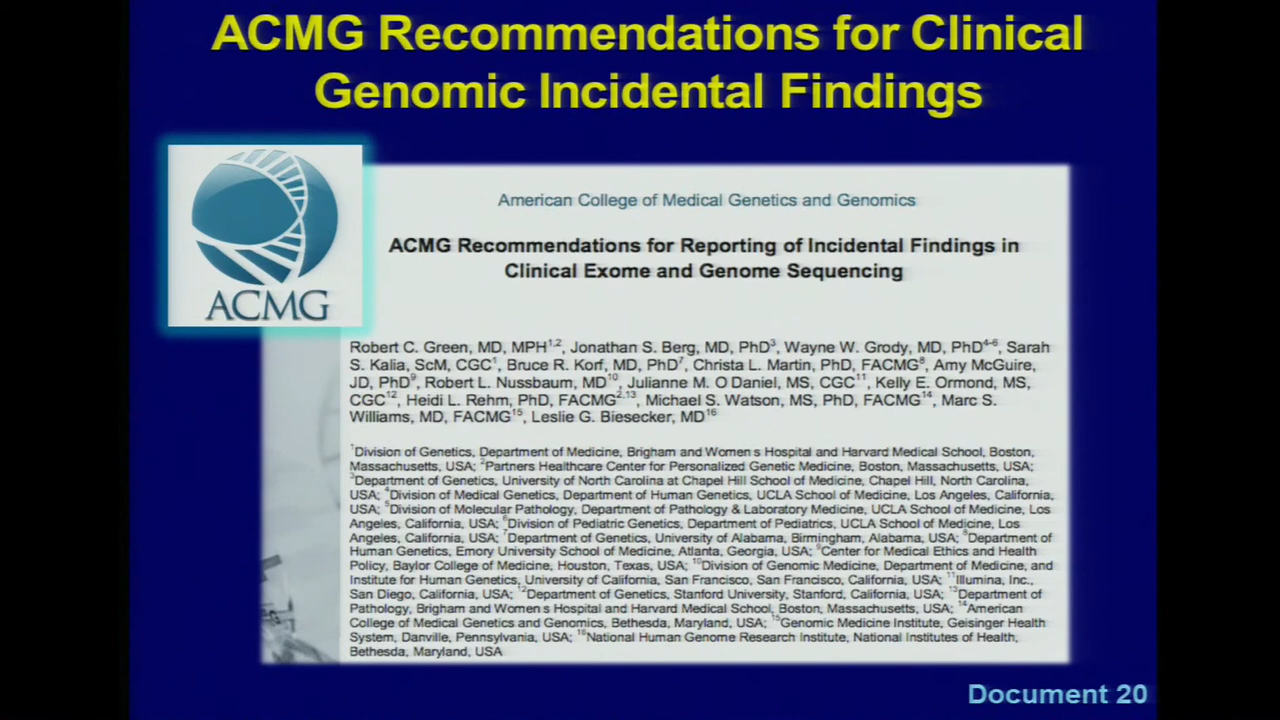 ACMG Recommendations for Clinical
Genomic Incidental Findings
ACMG
American College of Medical Genetics and Genomics
ACMG Recommendations for Reporting of Incidental Findings in
Clinical Exome and Genome Sequencing
Robert C. Green, MD, MPH1,2, Jonathan S. Berg, MD, PhD3, Wayne W. Grody, MD, PhD4-6, Sarah
S. Kalia, ScM, CGC1, Bruce R. Korf, MD, PhD7, Christa L. Martin, PhD, FACMG8, Amy McGuire,
JD, PhD9, Robert L. Nussbaum, MD10, Julianne M. O Daniel, MS, CGC11, Kelly E. Ormond, MS,
CGC12, Heidi L. Rehm, PhD, FACMG2,13, Michael S. Watson, MS, PhD, FACMG14, Marc S.
Williams, MD, FACMG15, Leslie G. Biesecker, MD16
1Division of Genetics, Department of Medicine, Brigham and Women s Hospital and Harvard Medical School, Boston,
Massachusetts, USA; 2Partners Healthcare Center for Personalized Genetic Medicine, Boston, Massachusetts, USA;
3Department of Genetics, University of North Carolina at Chapel Hill School of Medicine, Chapel Hill, North Carolina,
USA; 4Division of Medical Genetics, Department of Human Genetics, UCLA School of Medicine, Los Angeles, California,
USA; 5Division of Molecular Pathology, Department of Pathology & Laboratory Medicine, UCLA School of Medicine, Los
Angeles, California, USA; 6Division of Pediatric Genetics, Department of Pediatrics, UCLA School of Medicine, Los
Angeles, California, USA; 7Department of Genetics, University of Alabama, Birmingham, Alabama, USA; 8Department of
Human Genetics, Emory University School of Medicine, Atlanta, Georgia, USA; 9Center for Medical Ethics and Health
Policy, Baylor College of Medicine, Houston, Texas, USA; 10Division of Genomic Medicine, Department of Medicine, and
Institute for Human Genetics, University of California, San Francisco, San Francisco, California, USA; 11Illumina, Inc.,
San Diego, California, USA; 12Department of Genetics, Stanford University, Stanford, California, USA; 13Department of
Pathology, Brigham and Women s Hospital and Harvard Medical School, Boston, Massachusetts, USA; 14American
College of Medical Genetics and Genomics, Bethesda, Maryland, USA; 15Genomic Medicine Institute, Geisinger Health
System, Danville, Pennsylvania, USA; 16National Human Genome Research Institute, National Institutes of Health,
Bethesda, Maryland, USA
Document 20